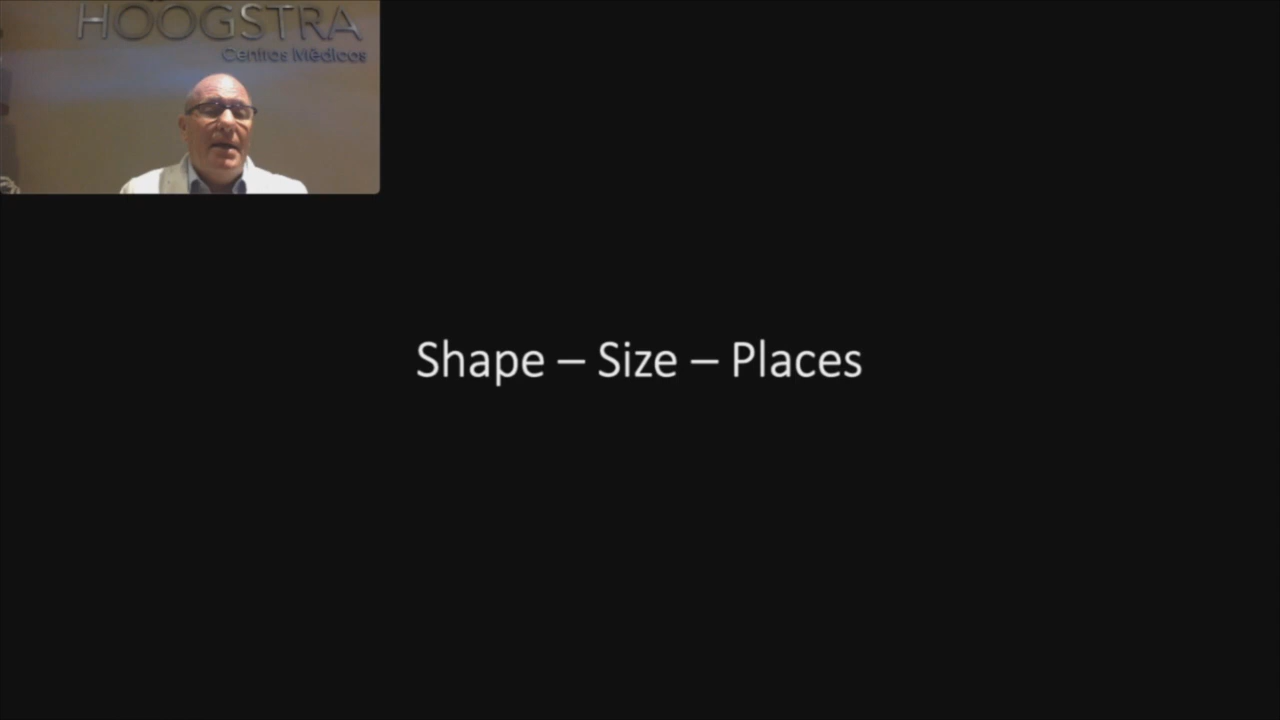 HOOGSTRA
Centros Médicos
Shape – Size – Places